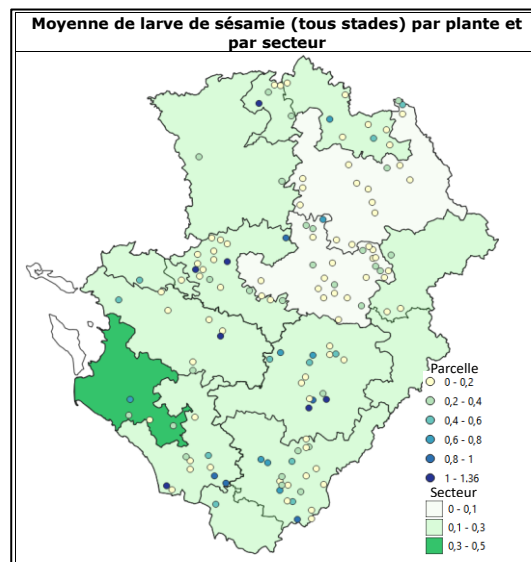 Moyenne de larve de sésamie (tous stades) par plante et
par secteur
Parcelle
0 - 0,2
0,2 - 0,4
0,4 - 0,6
0,6 - 0,8
0,8 - 1
1 - 1.36
Secteur
0 - 0,1
0,1 - 0,3
0,3 - 0,5